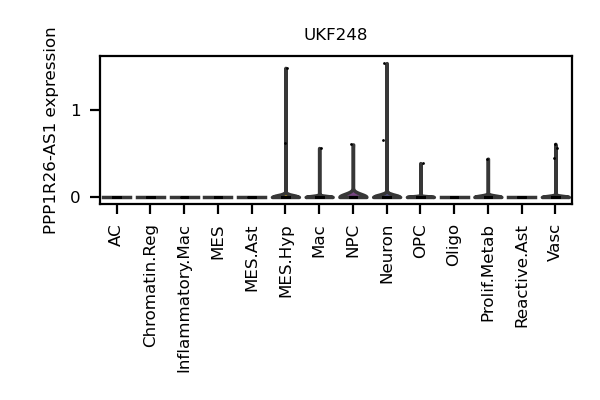 UKF248
PPP1R26-AS1 expression
1
0
AC
Chromatin.Reg
Inflammatory.Mac
MES
MES.Ast
MES.Hyp
Mac
NPC
Neuron
OPC
Oligo
Prolif.Metab
Reactive.Ast
Vasc